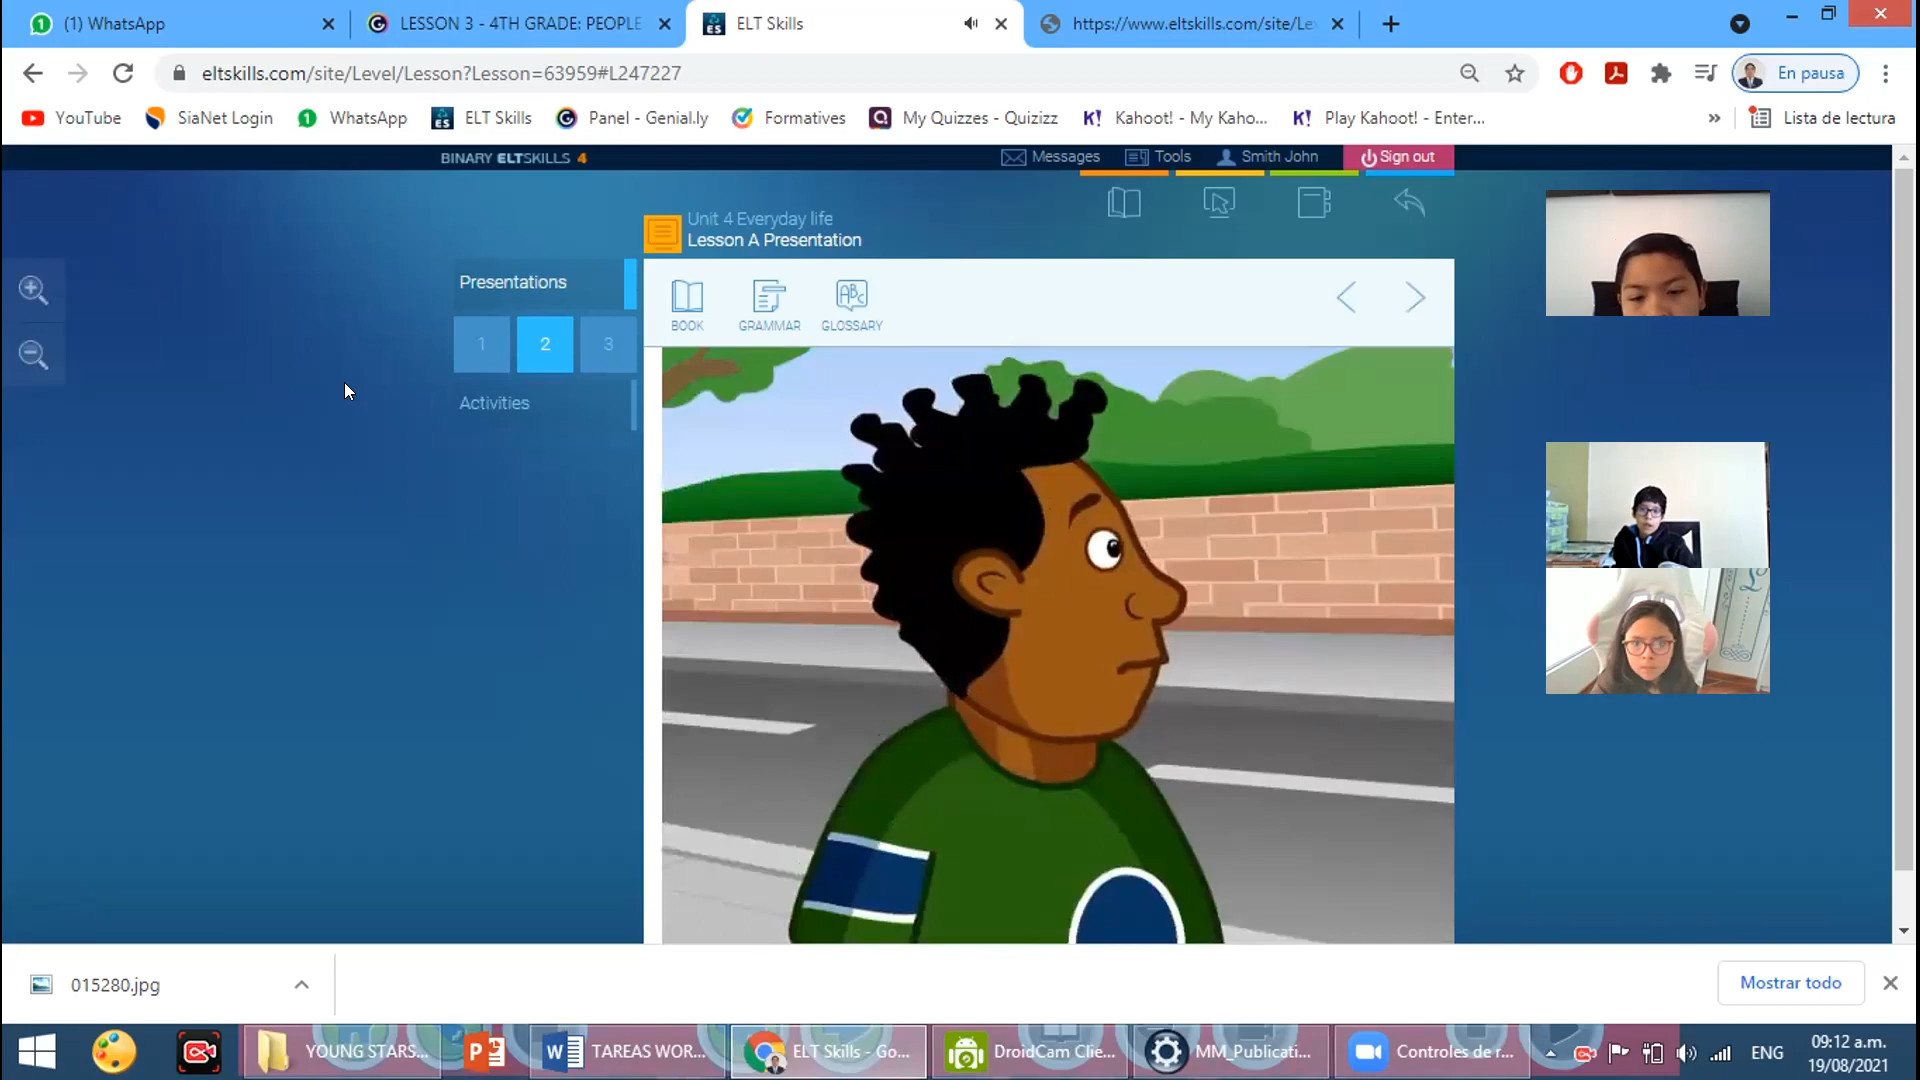 (1) WhatsApp
LESSON 3 - 4TH GRADE: PEOPLE
ELT Skills
https://www.eltskills.com/site/Le
eltskills.com/site/Level/Lesson?Lesson=63959#L247227
En pausa
YouTube
SiaNet Login
WhatsApp
ELT Skills
Panel - Genial.ly
Formatives
My Quizzes - Quizizz
Kahoot! - My Kaho...
Play Kahoot! - Enter...
»
Lista de lectura
BINARY ELTSKILLS 4
Messages
Tools
Smith John
Sign out
Unit 4 Everyday life
Lesson A Presentation
Presentations
1 2 3
Activities
BOOK
GRAMMAR
ABC
GLOSSARY
015280.jpg
Mostrar todo
YOUNG STARS...
TAREAS WOR...
ELT Skills - Go...
DroidCam Clie...
MM_Publicati...
Controles de r...
ENG
09:12 a.m.
19/08/2021